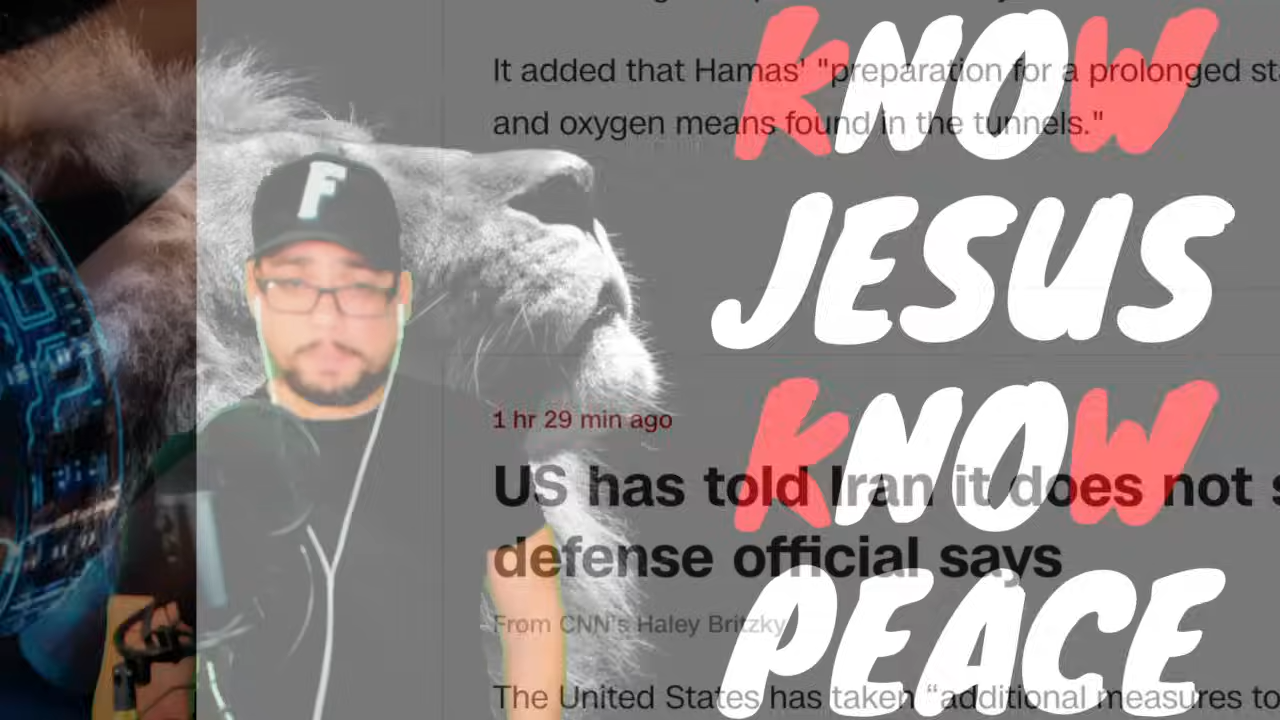 It added that Hamas' "preparation for a prolonged
and oxygen means found in the tunnels."
1 hr 29 min ago
US has told Iran it does not
defense official says
From CNN's Haley Britzky
The United States has taken “additional measures to
F
KNOW
JESUS
KNOW
PEACE